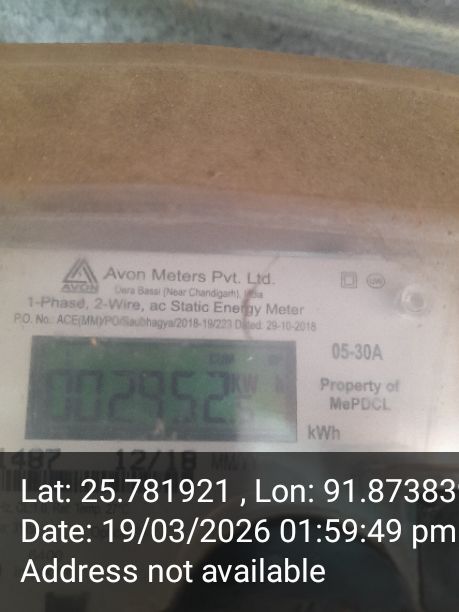 Avon Meters Pvt. Ltd.
AVON
Dera Bassi (Near Chandigarh), India
1-Phase, 2-Wire, ac Static Energy Meter
P.O. No.: ACE(MM)/PO/Saubhagya/2018-19/223 Dated: 29-10-2018
05-30A
002952 KW h
Property of
MePDCL
kWh
1487 12/18
Lat: 25.781921 , Lon: 91.87383
Date: 19/03/2026 01:59:49 pm
Address not available